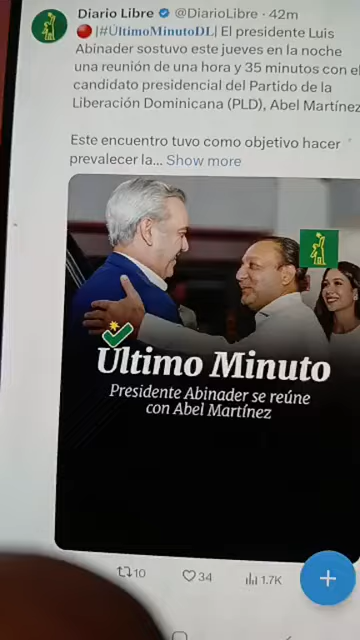 Diario Libre @DiarioLibre · 42m
|#ÚltimoMinutoDL| El presidente Luis
Abinader sostuvo este jueves en la noche
una reunión de una hora y 35 minutos con el
candidato presidencial del Partido de la
Liberación Dominicana (PLD), Abel Martínez
Este encuentro tuvo como objetivo hacer
prevalecer la... Show more
Último Minuto
Presidente Abinader se reúne
con Abel Martínez
10 34 1.7K